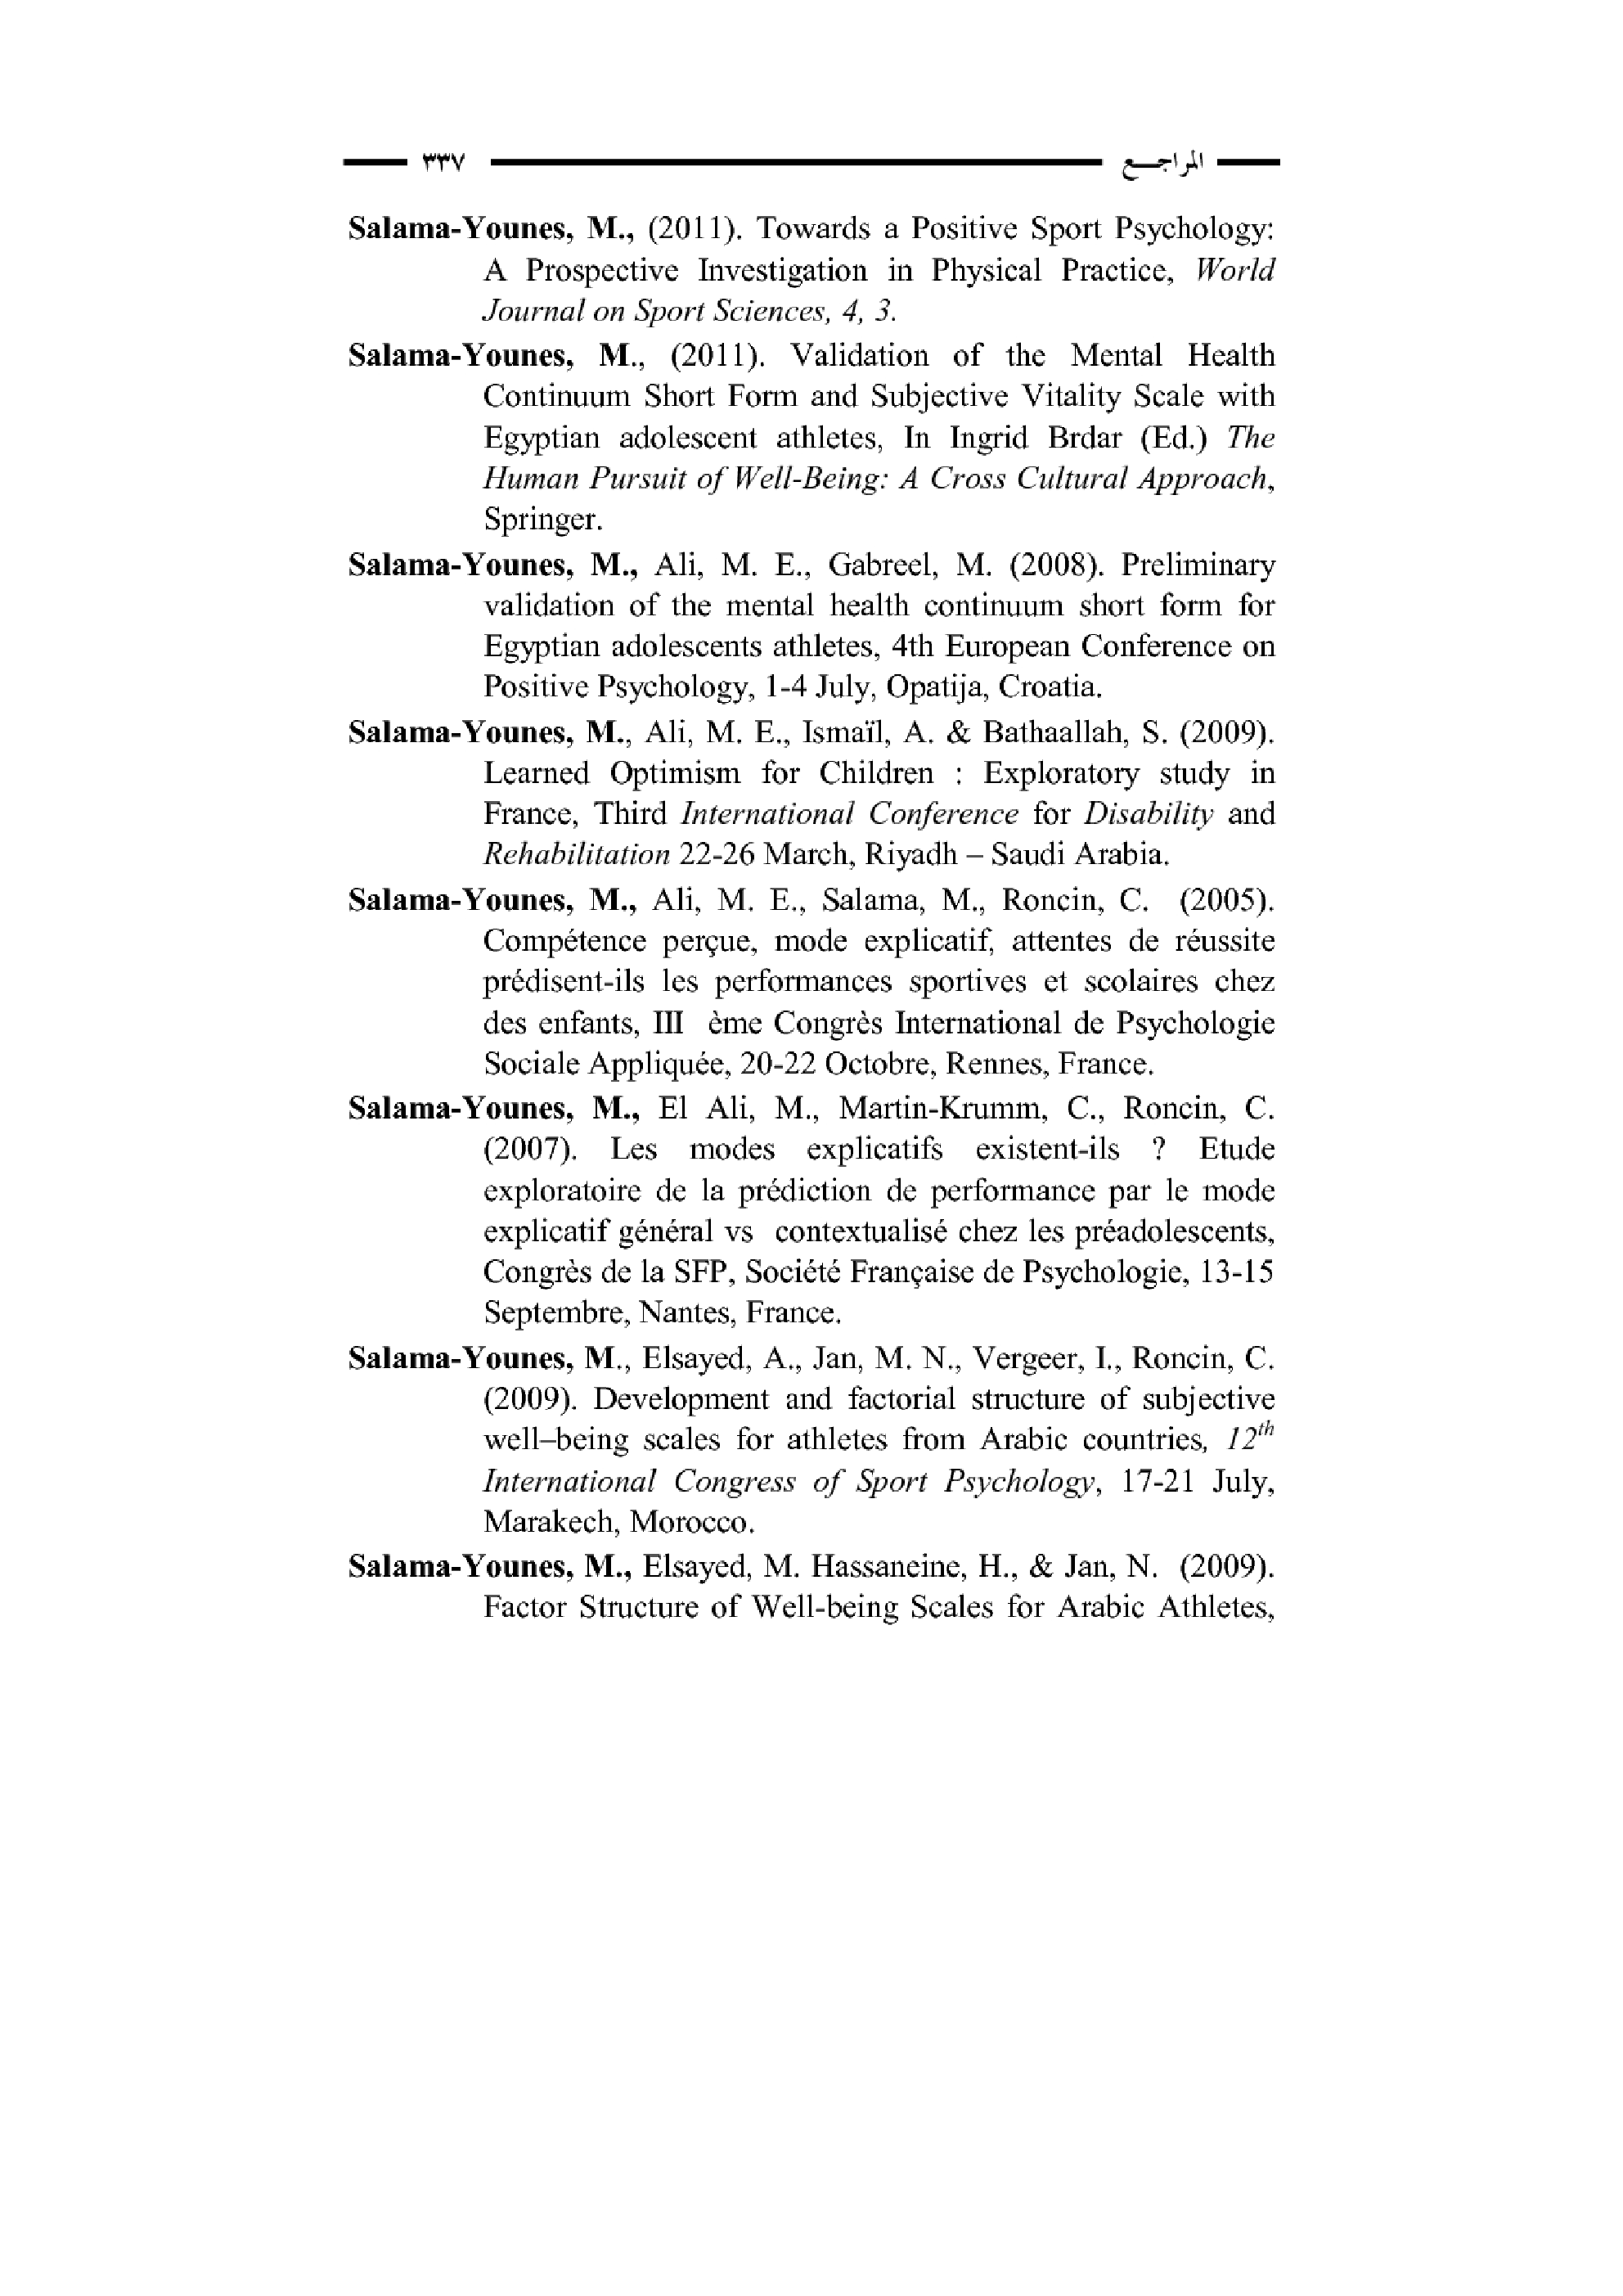 المراجع ٣٣٧
Salama-Younes, M., (2011). Towards a Positive Sport Psychology:
A Prospective Investigation in Physical Practice, World
Journal on Sport Sciences, 4, 3.
Salama-Younes, M., (2011). Validation of the Mental Health
Continuum Short Form and Subjective Vitality Scale with
Egyptian adolescent athletes, In Ingrid Brdar (Ed.) The
Human Pursuit of Well-Being: A Cross Cultural Approach,
Springer.
Salama-Younes, M., Ali, M. E., Gabreel, M. (2008). Preliminary
validation of the mental health continuum short form for
Egyptian adolescents athletes, 4th European Conference on
Positive Psychology, 1-4 July, Opatija, Croatia.
Salama-Younes, M., Ali, M. E., Ismaïl, A. & Bathaallah, S. (2009).
Learned Optimism for Children : Exploratory study in
France, Third International Conference for Disability and
Rehabilitation 22-26 March, Riyadh – Saudi Arabia.
Salama-Younes, M., Ali, M. E., Salama, M., Roncin, C. (2005).
Compétence perçue, mode explicatif, attentes de réussite
prédisent-ils les performances sportives et scolaires chez
des enfants, III ème Congrès International de Psychologie
Sociale Appliquée, 20-22 Octobre, Rennes, France.
Salama-Younes, M., El Ali, M., Martin-Krumm, C., Roncin, C.
(2007). Les modes explicatifs existent-ils ? Etude
exploratoire de la prédiction de performance par le mode
explicatif général vs contextualisé chez les préadolescents,
Congrès de la SFP, Société Française de Psychologie, 13-15
Septembre, Nantes, France.
Salama-Younes, M., Elsayed, A., Jan, M. N., Vergeer, I., Roncin, C.
(2009). Development and factorial structure of subjective
well–being scales for athletes from Arabic countries, 12th
International Congress of Sport Psychology, 17-21 July,
Marakech, Morocco.
Salama-Younes, M., Elsayed, M. Hassaneine, H., & Jan, N. (2009).
Factor Structure of Well-being Scales for Arabic Athletes,